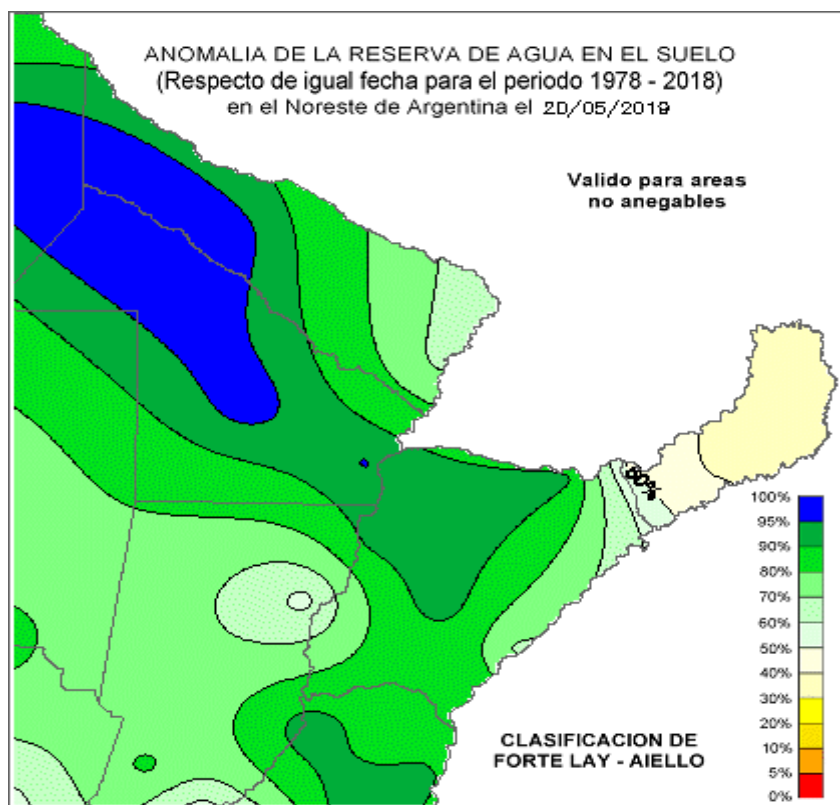 ANOMALIA DE LA RESERVA DE AGUA EN EL SUELO
(Respecto de igual fecha para el periodo 1978 - 2018)
en el Noreste de Argentina el 20/05/2019
Valido para areas
no anegables
60%
100%
95%
90%
80%
70%
60%
50%
40%
30%
20%
10%
5%
0%
CLASIFICACION DE
FORTE LAY - AIELLO